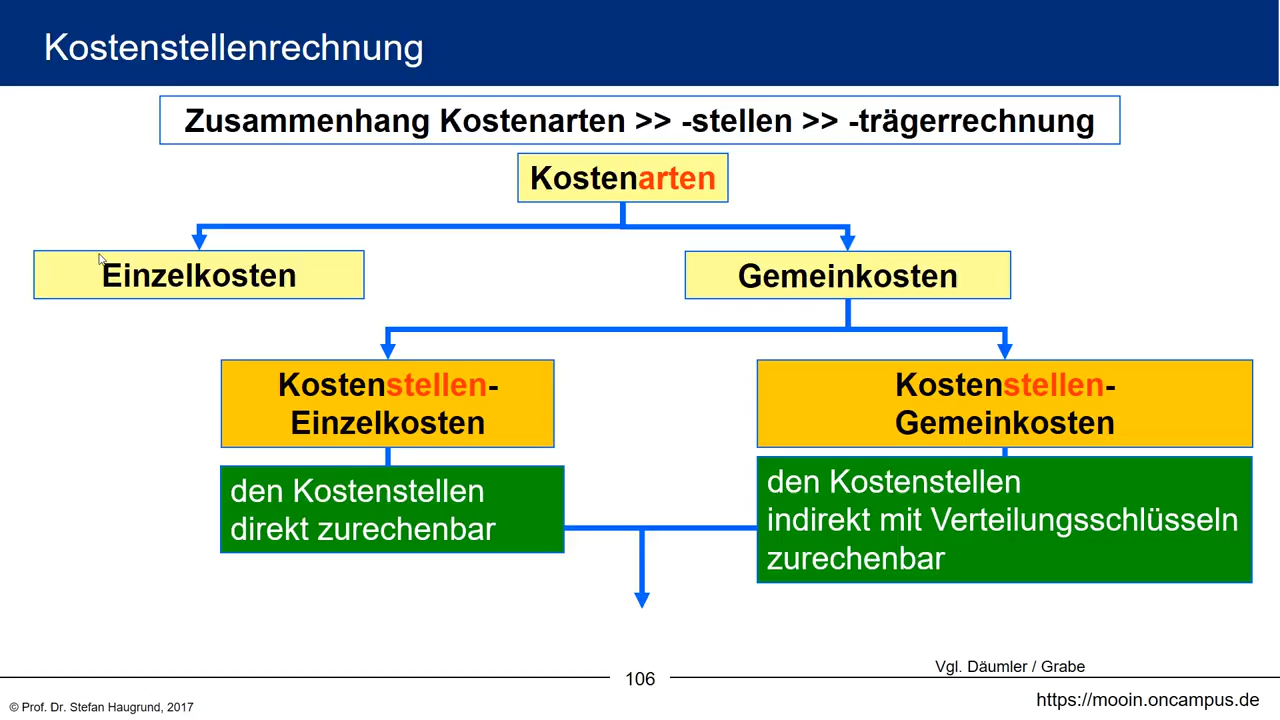 Kostenstellenrechnung
Zusammenhang Kostenarten >> -stellen >> -trägerrechnung
Kostenarten
Einzelkosten
Gemeinkosten
Kostenstellen-
Einzelkosten
Kostenstellen-
Gemeinkosten
den Kostenstellen
direkt zurechenbar
den Kostenstellen
indirekt mit Verteilungsschlüsseln
zurechenbar
Vgl. Däumler / Grabe
106
© Prof. Dr. Stefan Haugrund, 2017
https://mooin.oncampus.de